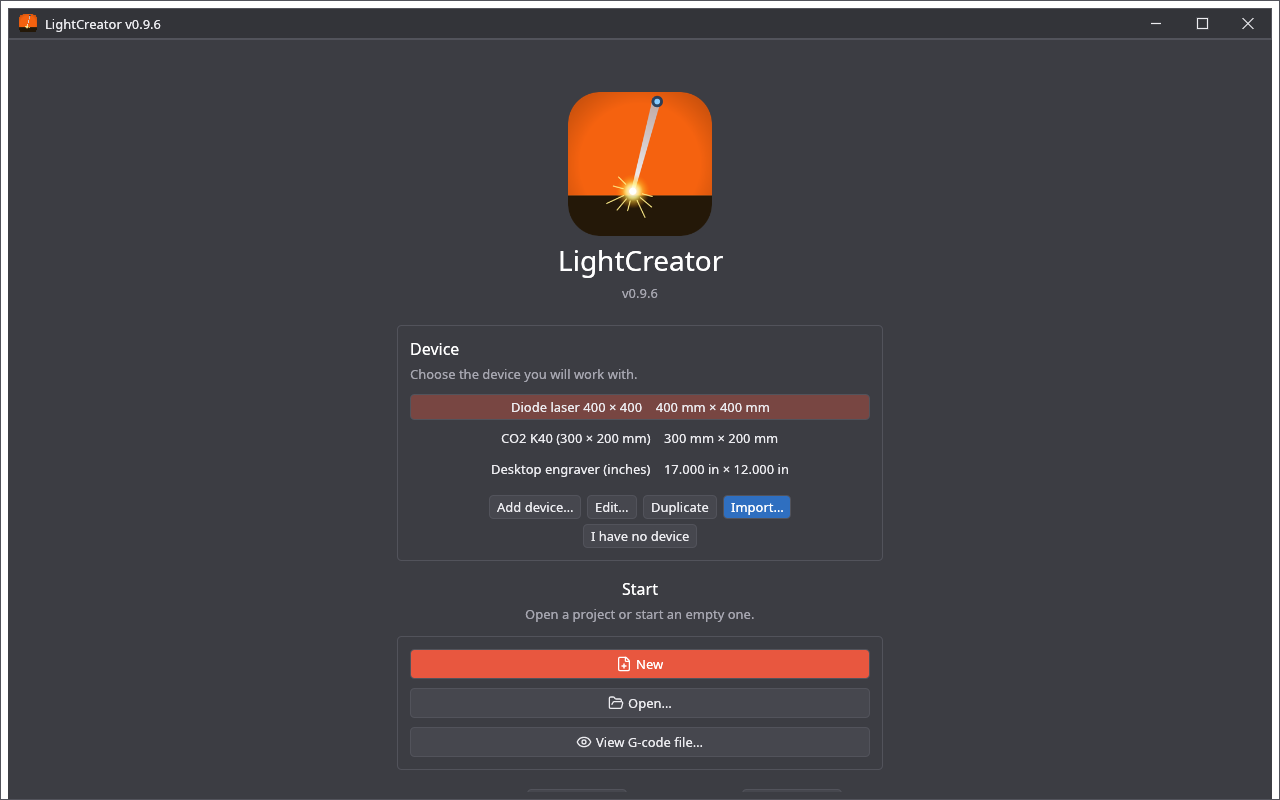 LightCreator v0.9.6
LightCreator
v0.9.6
Device
Choose the device you will work with.
Diode laser 400 × 400 400 mm × 400 mm
CO2 K40 (300 × 200 mm) 300 mm × 200 mm
Desktop engraver (inches) 17.000 in × 12.000 in
Add device... Edit... Duplicate Import...
I have no device
Start
Open a project or start an empty one.
New
Open...
View G-code file...